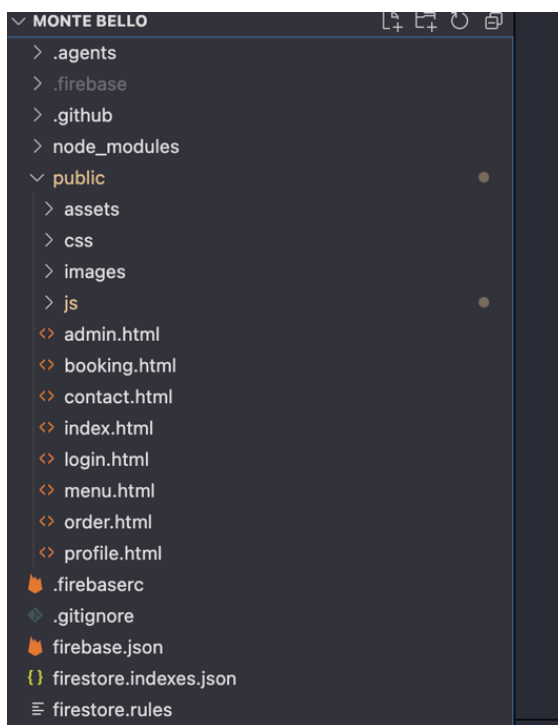 MONTE BELLO
.agents
.firebase
.github
node_modules
public
assets
css
images
js
admin.html
booking.html
contact.html
index.html
login.html
menu.html
order.html
profile.html
.firebaserc
.gitignore
firebase.json
firestore.indexes.json
firestore.rules